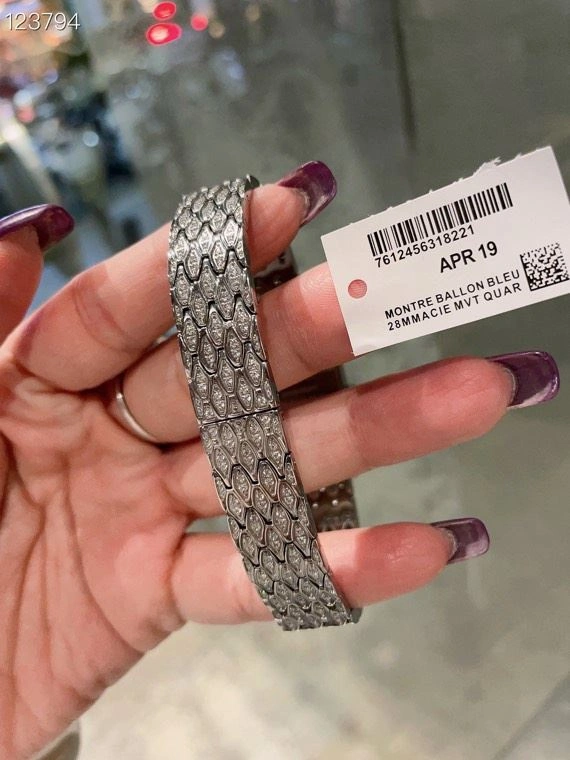 123794
7612456318221
APR 19
MONTRE BALLON BLEU
28MMACIE MVT QUAR